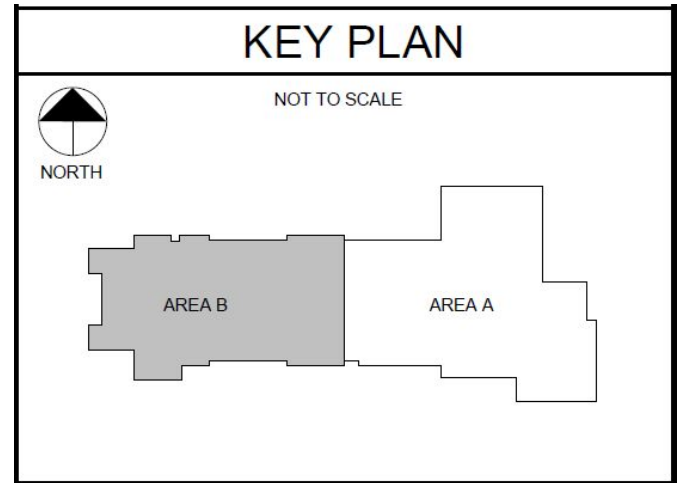 KEY PLAN
NOT TO SCALE
NORTH
AREA B
AREA A